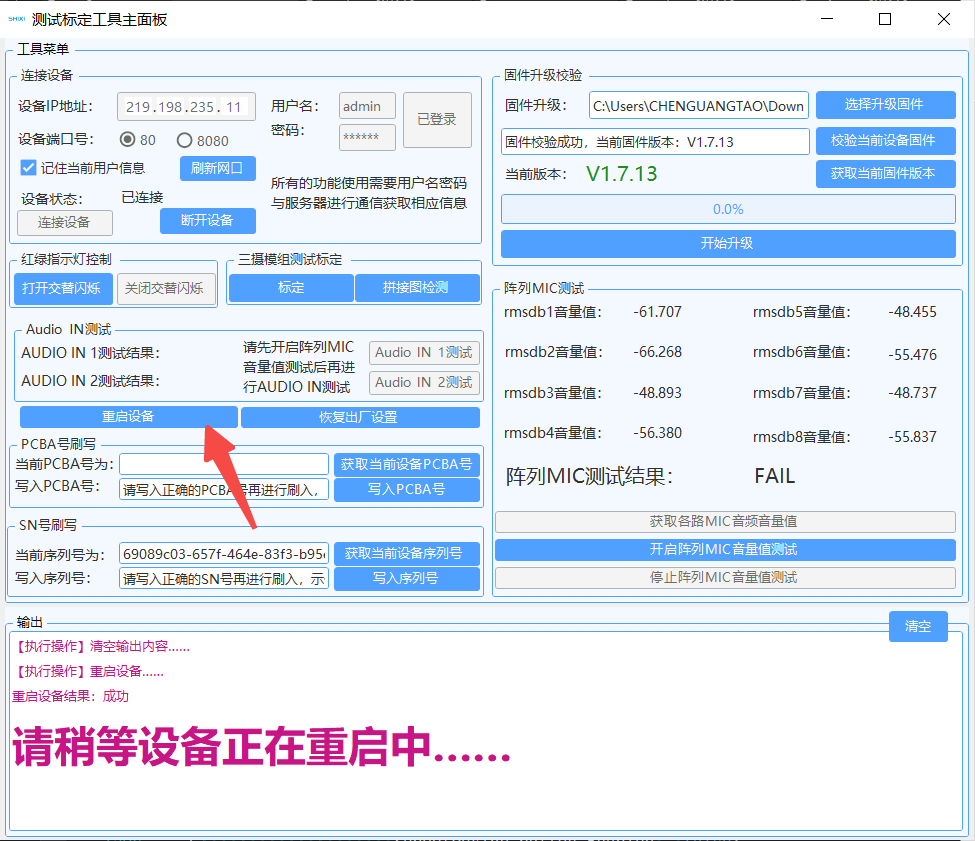 SHIXI 测试标定工具主面板
工具菜单
连接设备
设备IP地址： 219 .198 .235 . 11
用户名： admin
设备端口号： 80 8080
密码： ******
已登录
记住当前用户信息 刷新网口
设备状态： 已连接
连接设备 断开设备
所有的功能使用需要用户名密码
与服务器进行通信获取相应信息
红绿指示灯控制
打开交替闪烁 关闭交替闪烁
三摄模组测试标定
标定 拼接图检测
Audio IN测试
AUDIO IN 1测试结果：
AUDIO IN 2测试结果：
请先开启阵列MIC
音量值测试后再进
行AUDIO IN测试
Audio IN 1测试
Audio IN 2测试
重启设备 恢复出厂设置
PCBA号刷写
当前PCBA号为： 获取当前设备PCBA号
写入PCBA号： 请写入正确的PCBA号再进行刷入， 写入PCBA号
SN号刷写
当前序列号为： 69089c03-657f-464e-83f3-b95e 获取当前设备序列号
写入序列号： 请写入正确的SN号再进行刷入，示 写入序列号
固件升级校验
固件升级： C:\Users\CHENGUANGTAO\Down 选择升级固件
固件校验成功，当前固件版本：V1.7.13 校验当前设备固件
当前版本： V1.7.13 获取当前固件版本
0.0%
开始升级
阵列MIC测试
rmsdb1音量值： -61.707 rmsdb5音量值： -48.455
rmsdb2音量值： -66.268 rmsdb6音量值： -55.476
rmsdb3音量值： -48.893 rmsdb7音量值： -48.737
rmsdb4音量值： -56.380 rmsdb8音量值： -55.837
阵列MIC测试结果： FAIL
获取各路MIC音频音量值
开启阵列MIC音量值测试
停止阵列MIC音量值测试
输出 清空
【执行操作】清空输出内容......
【执行操作】重启设备......
重启设备结果：成功
请稍等设备正在重启中......